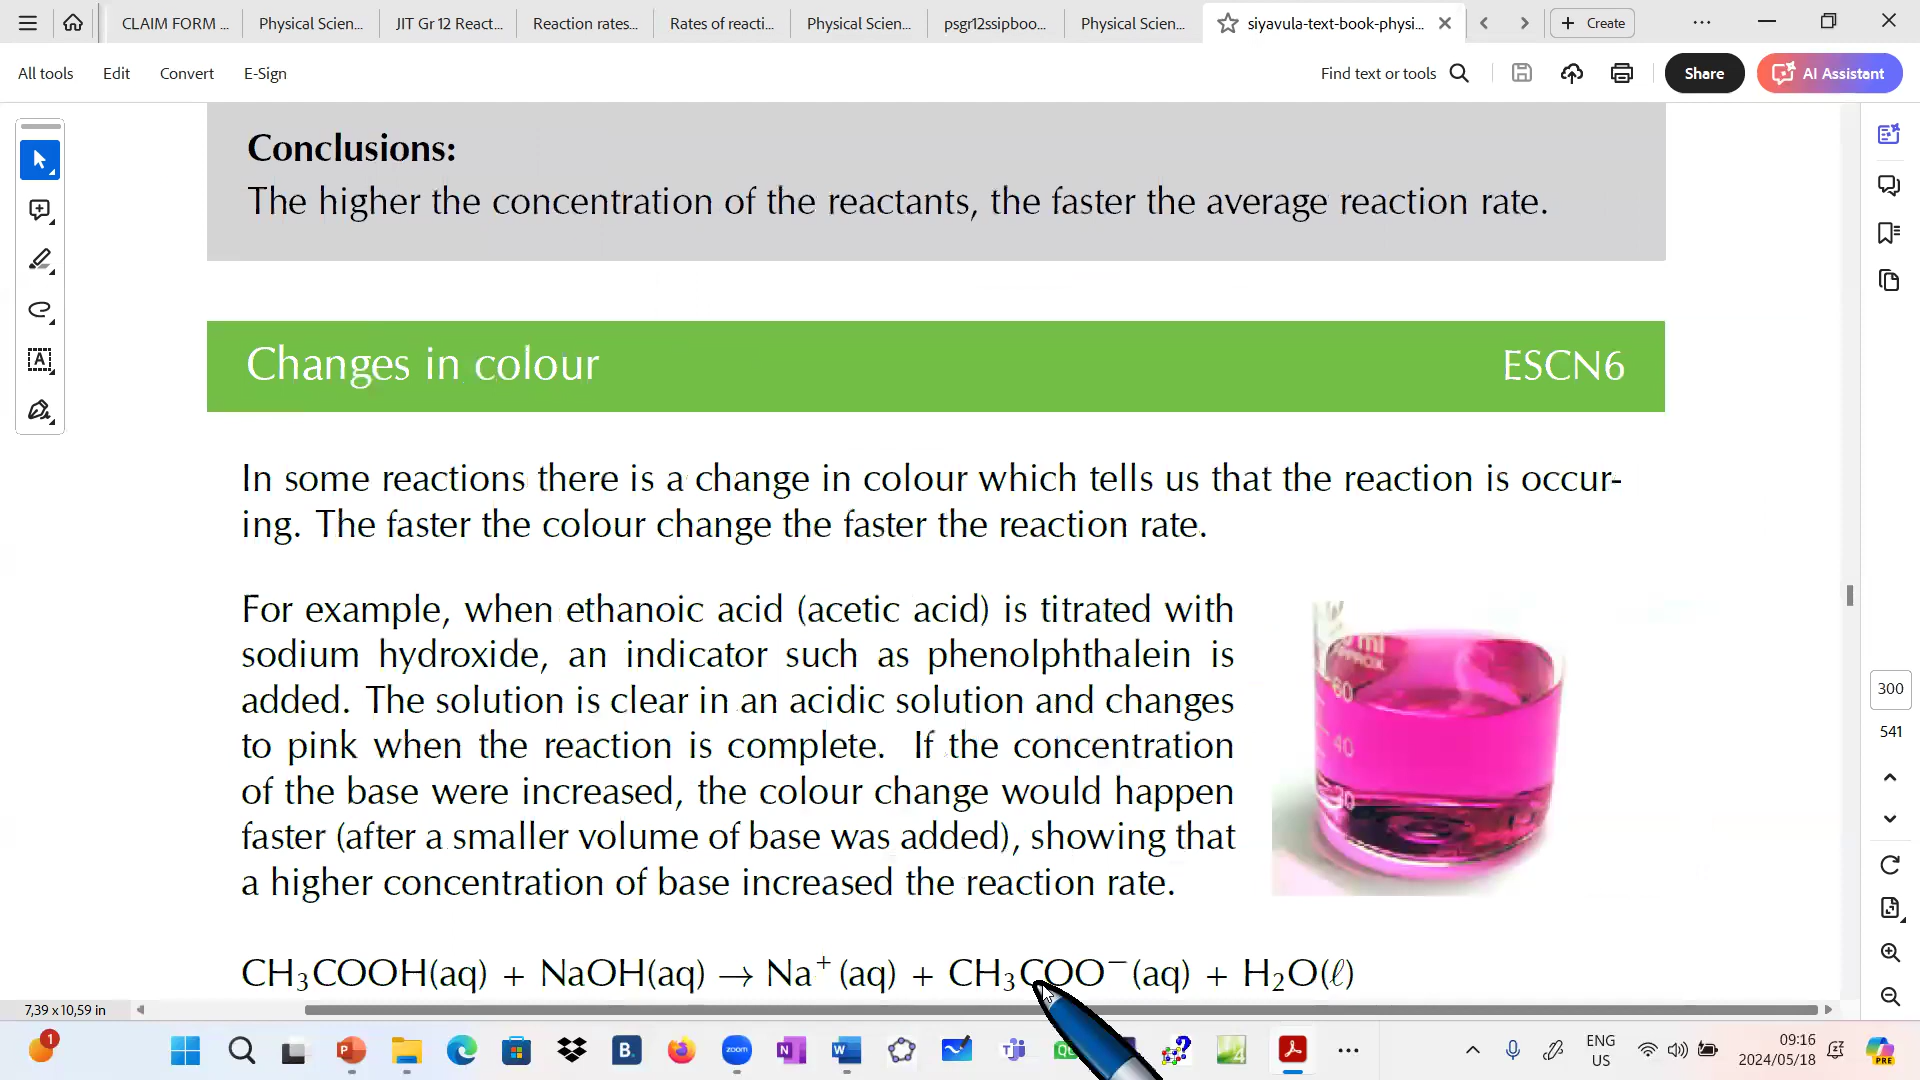 CLAIM FORM ...
Physical Scien...
JIT Gr 12 React...
Reaction rates...
Rates of reacti...
Physical Scien...
psgr12ssipboo...
Physical Scien...
siyavula-text-book-physi...
Create
All tools
Edit
Convert
E-Sign
Find text or tools
Share
AI Assistant
Conclusions:
The higher the concentration of the reactants, the faster the average reaction rate.
Changes in colour
ESCN6
In some reactions there is a change in colour which tells us that the reaction is occur-
ing. The faster the colour change the faster the reaction rate.
For example, when ethanoic acid (acetic acid) is titrated with
sodium hydroxide, an indicator such as phenolphthalein is
added. The solution is clear in an acidic solution and changes
to pink when the reaction is complete. If the concentration
of the base were increased, the colour change would happen
faster (after a smaller volume of base was added), showing that
a higher concentration of base increased the reaction rate.
60
40
CH₃COOH(aq) + NaOH(aq) → Na⁺(aq) + CH₃COO⁻(aq) + H₂O(ℓ)
300
541
7,39 x 10,59 in
1
zoom
ENG
US
09:16
2024/05/18
PRE